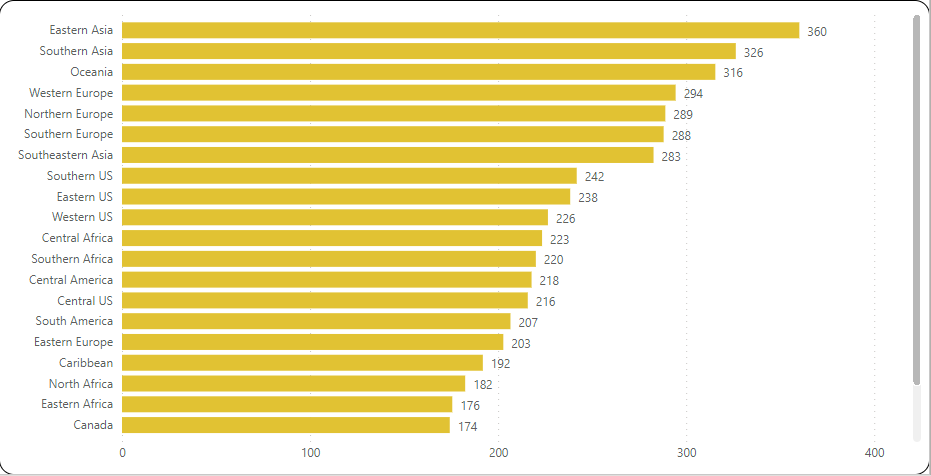 Eastern Asia 360
Southern Asia 326
Oceania 316
Western Europe 294
Northern Europe 289
Southern Europe 288
Southeastern Asia 283
Southern US 242
Eastern US 238
Western US 226
Central Africa 223
Southern Africa 220
Central America 218
Central US 216
South America 207
Eastern Europe 203
Caribbean 192
North Africa 182
Eastern Africa 176
Canada 174
0 100 200 300 400